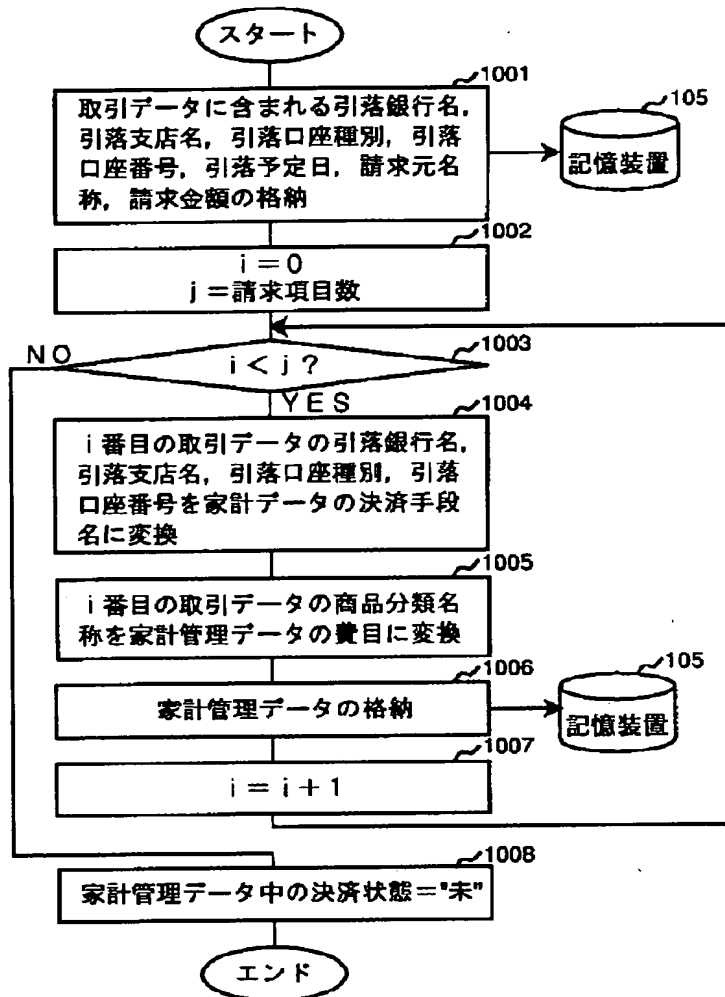 スタート
1001
取引データに含まれる引落銀行名,
引落支店名,引落口座種別,引落
口座番号,引落予定日,請求元名
称,請求金額の格納
105
記憶装置
1002
i=0
j=請求項目数
1003
NO
i<j?
YES
1004
i番目の取引データの引落銀行名,
引落支店名,引落口座種別,引落
口座番号を家計データの決済手段
名に変換
1005
i番目の取引データの商品分類名
称を家計管理データの費目に変換
1006
家計管理データの格納
105
記憶装置
1007
i=i+1
1008
家計管理データ中の決済状態="未"
エンド